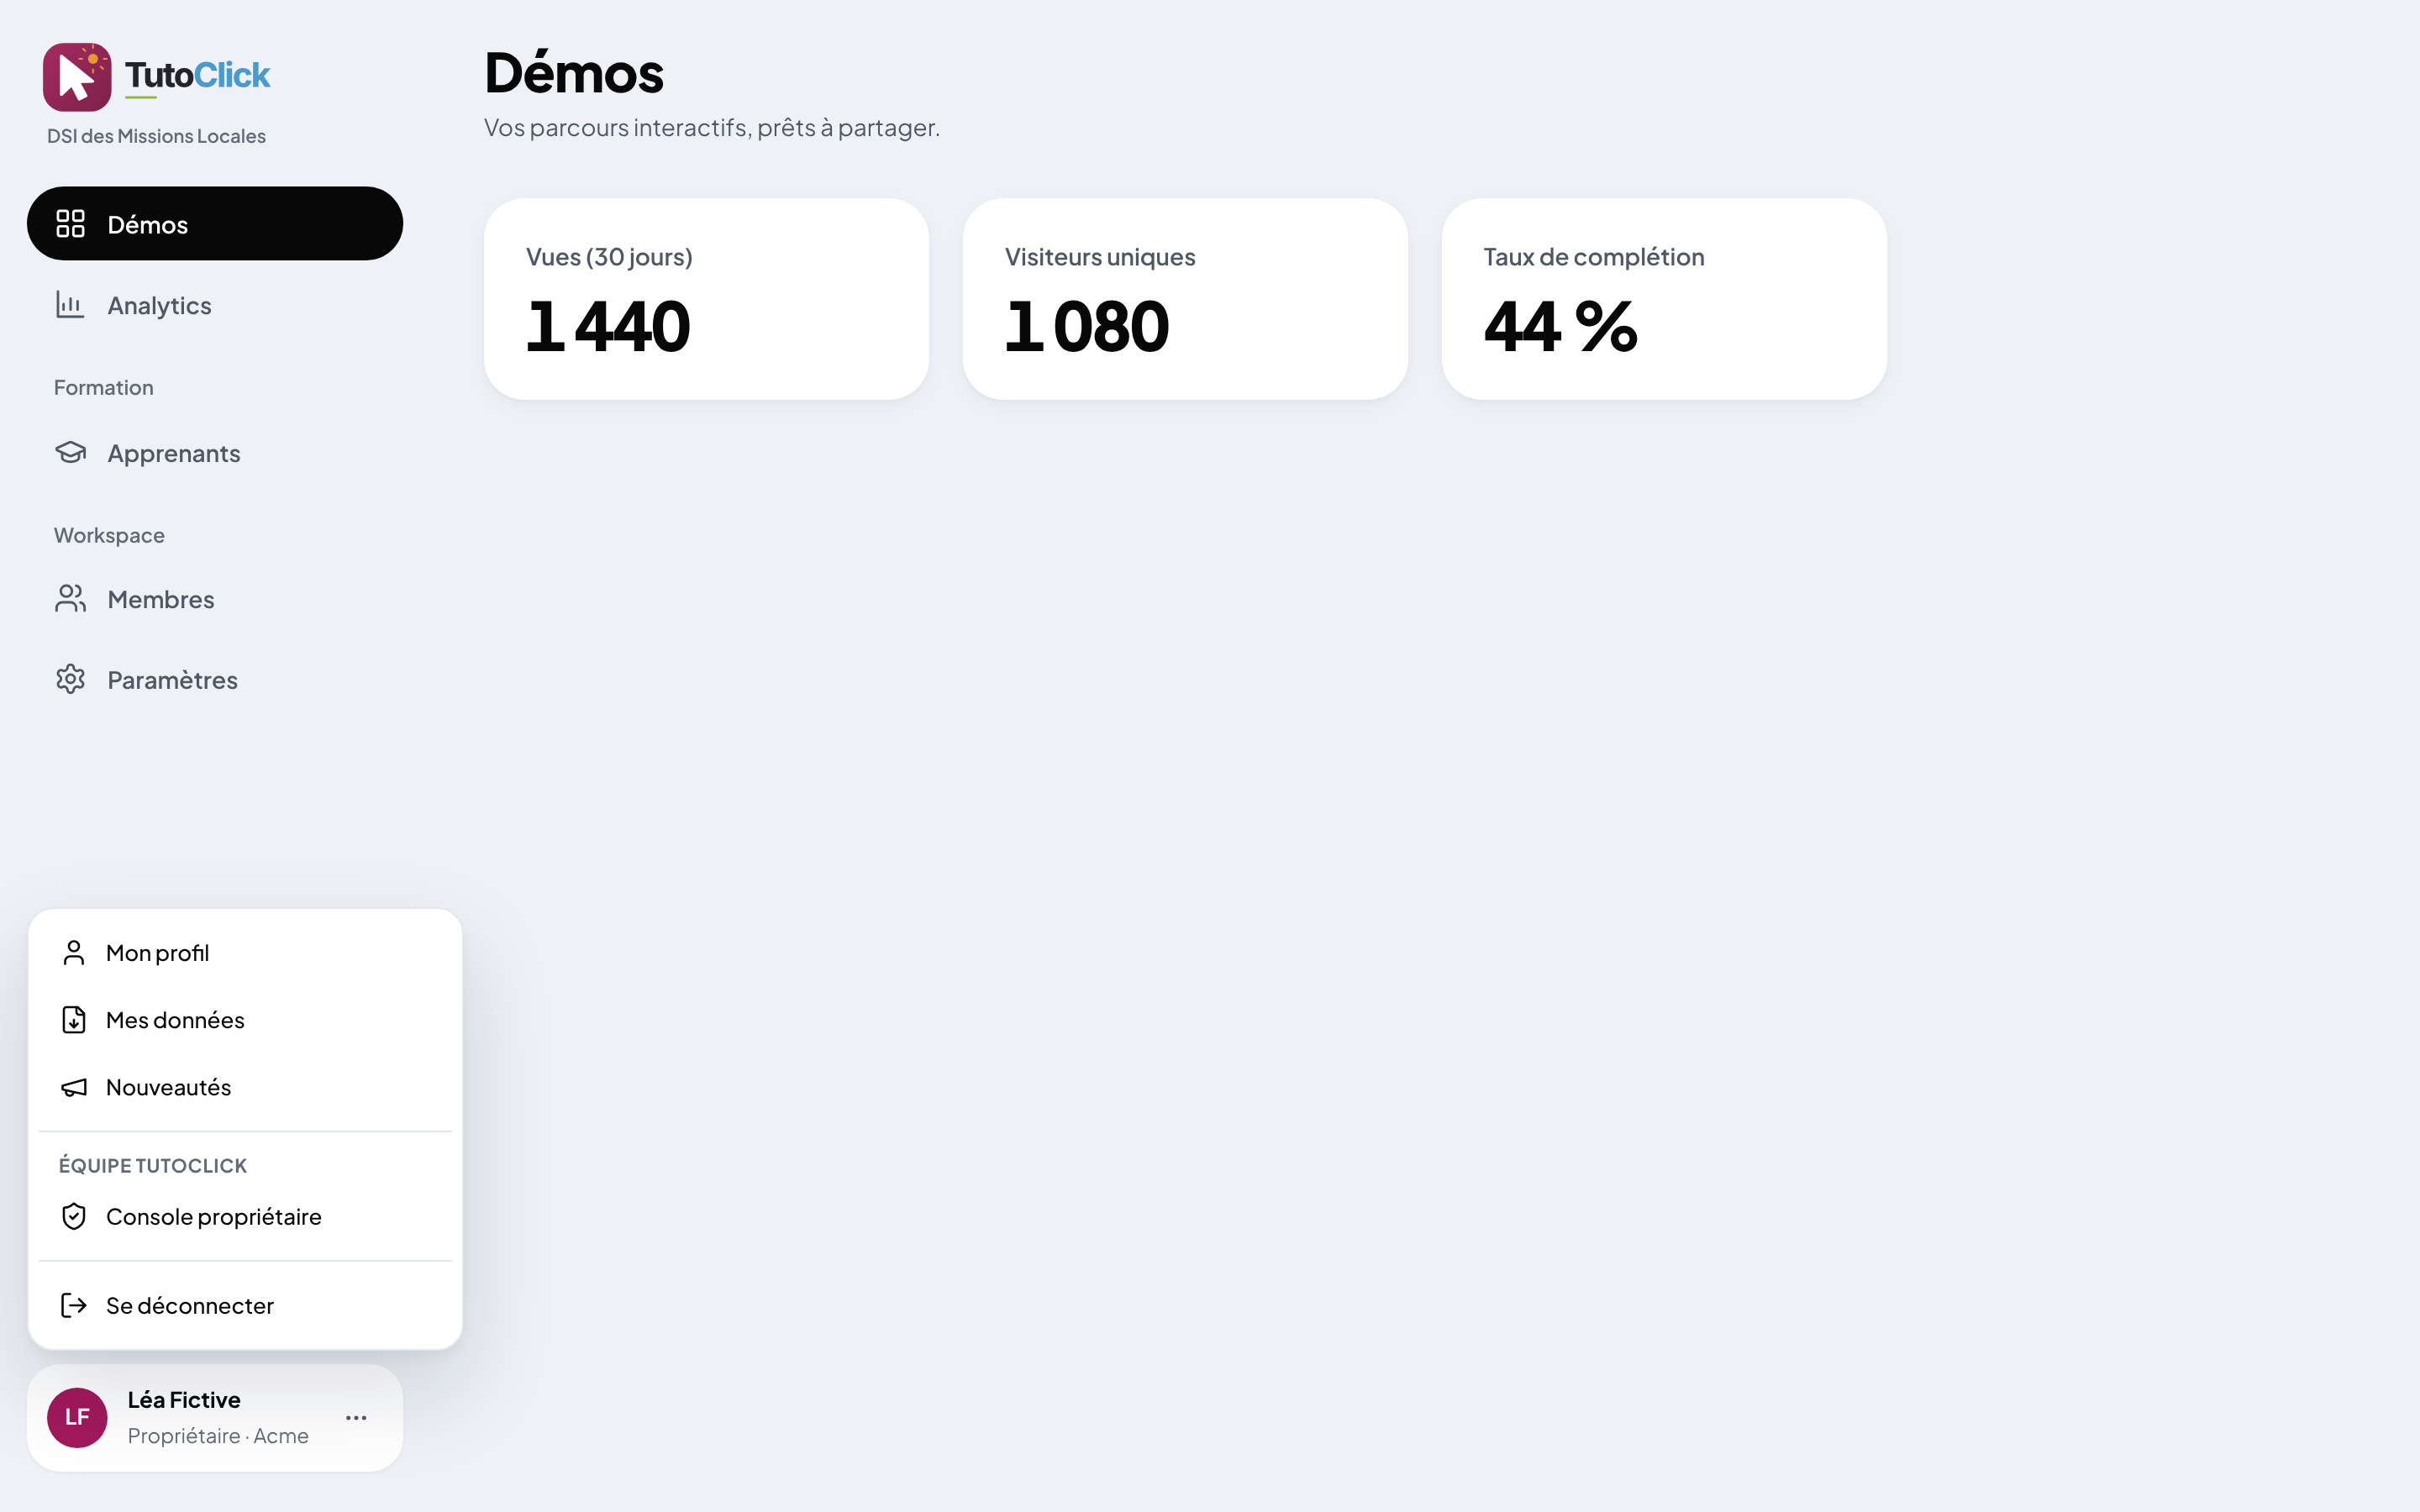 TutoClick
DSI des Missions Locales
Démos
Analytics
Formation
Apprenants
Workspace
Membres
Paramètres
Mon profil
Mes données
Nouveautés
ÉQUIPE TUTOCLICK
Console propriétaire
Se déconnecter
LF
Léa Fictive
Propriétaire · Acme
Démos
Vos parcours interactifs, prêts à partager.
Vues (30 jours)
1 440
Visiteurs uniques
1 080
Taux de complétion
44 %